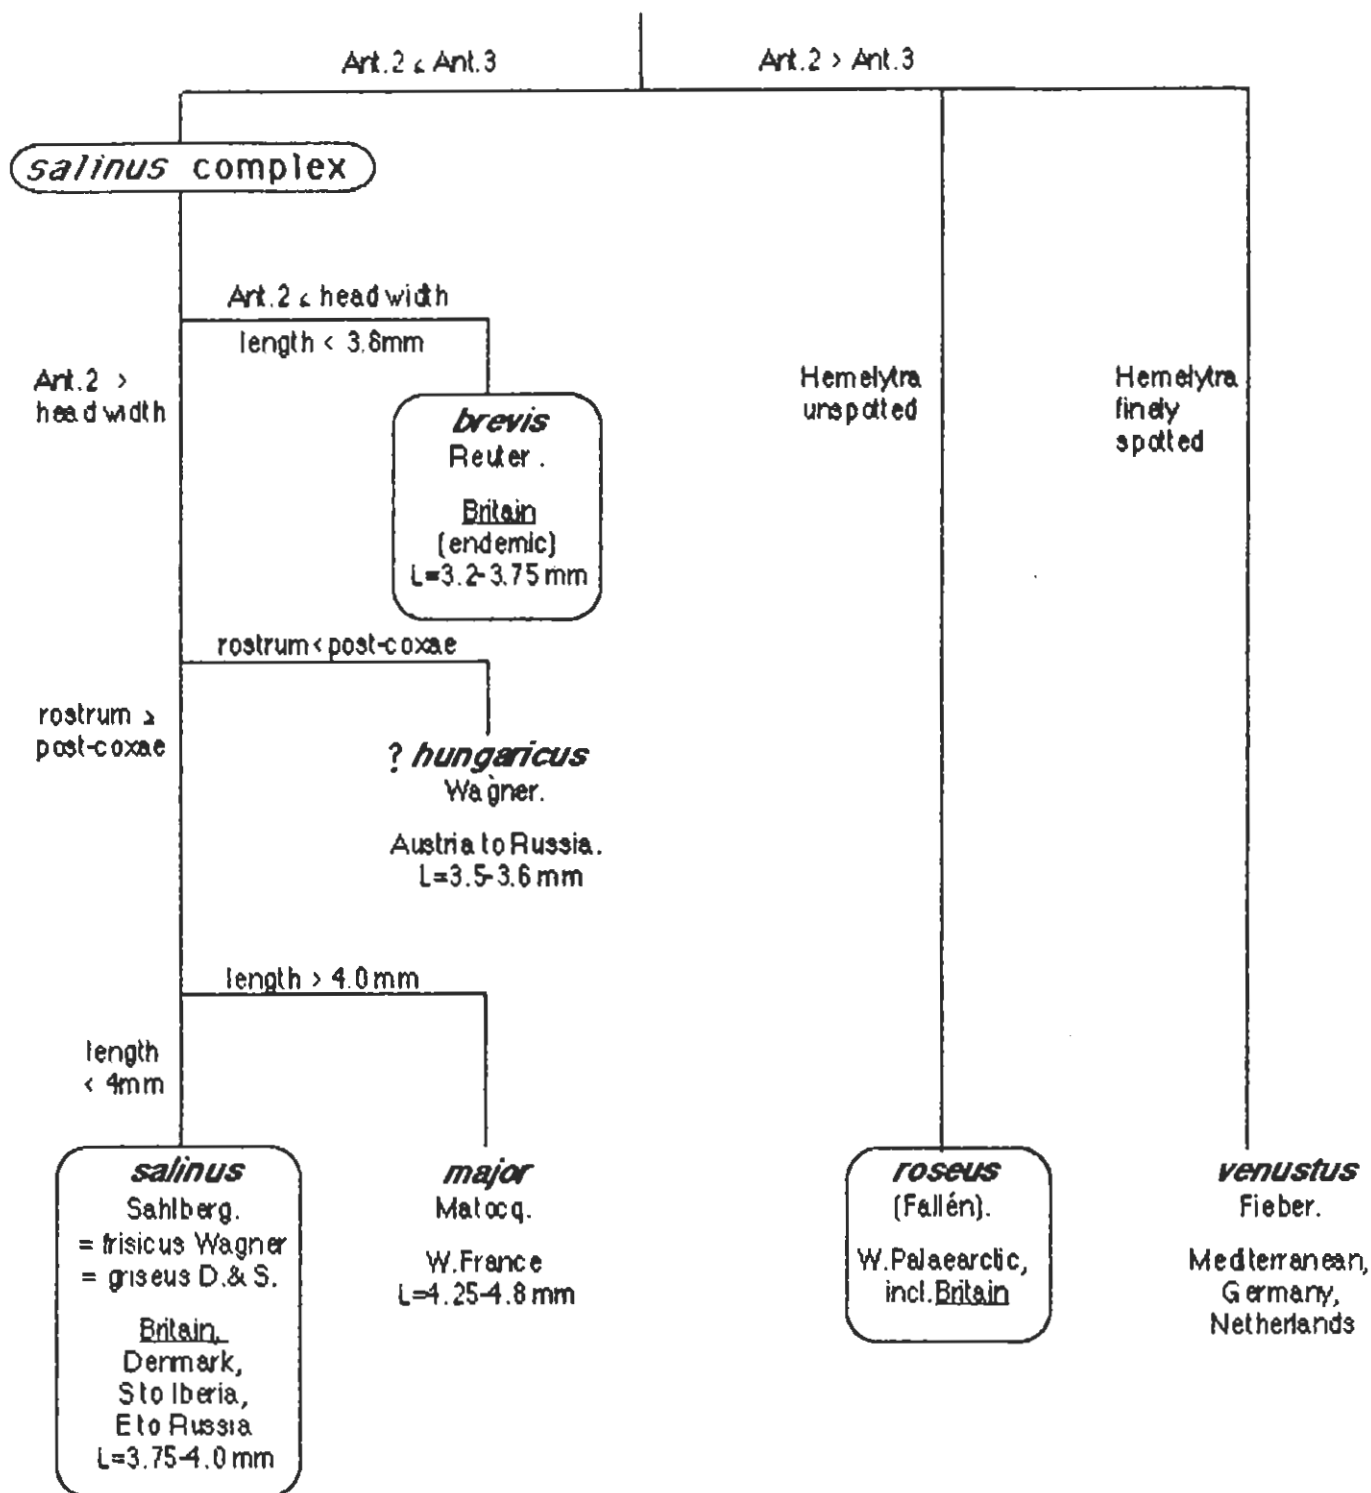 Ant.2 ≤ Ant.3
Ant.2 > Ant.3
salinus complex
Ant.2 ≤ head width
length < 3.8mm
Ant.2 >
head width
Hemelytra
unspotted
Hemelytra
finely
spotted
brevis
Reuter.
Britain
(endemic)
L=3.2-3.75 mm
rostrum<post-coxae
rostrum ≥
post-coxae
? hungaricus
Wagner.
Austria to Russia.
L=3.5-3.6 mm
length > 4.0mm
length
< 4mm
salinus
Sahlberg.
= frisicus Wagner
= griseus D.& S.
Britain,
Denmark,
S to Iberia,
E to Russia
L=3.75-4.0 mm
major
Matocq.
W.France
L=4.25-4.8 mm
roseus
(Fallén).
W.Palaearctic,
incl.Britain
venustus
Fieber.
Mediterranean,
Germany,
Netherlands